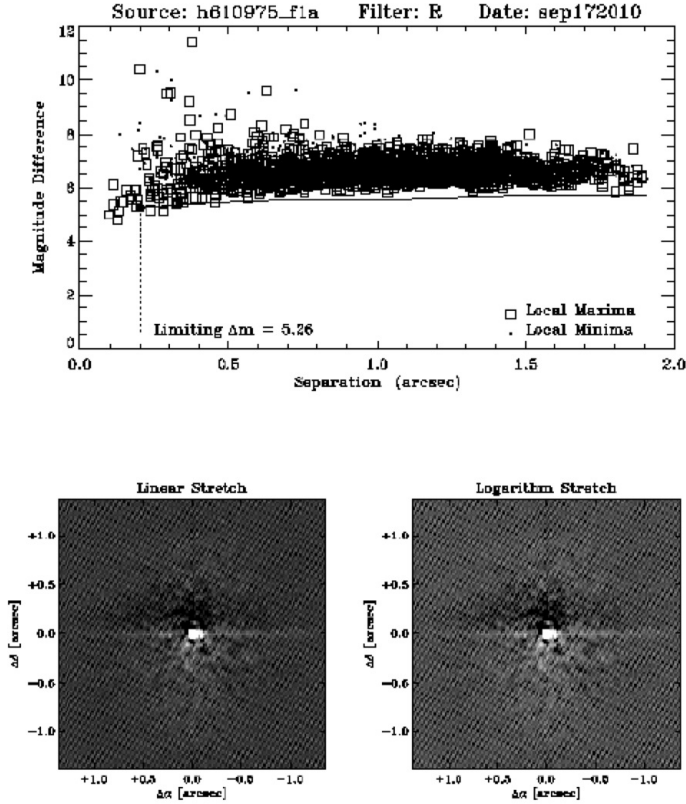 Source: h610975_f1a Filter: R Date: sep172010
12
10
8
6
4
2
0
Magnitude Difference
Limiting Δm = 5.26
Local Maxima
Local Minima
0.0 0.5 1.0 1.5 2.0
Separation (arcsec)
Linear Stretch
+1.0
+0.5
0.0
−0.5
−1.0
Δδ [arcsec]
+1.0 +0.5 0.0 −0.5 −1.0
Δα [arcsec]
Logarithm Stretch
+1.0
+0.5
0.0
−0.5
−1.0
Δδ [arcsec]
+1.0 +0.5 0.0 −0.5 −1.0
Δα [arcsec]